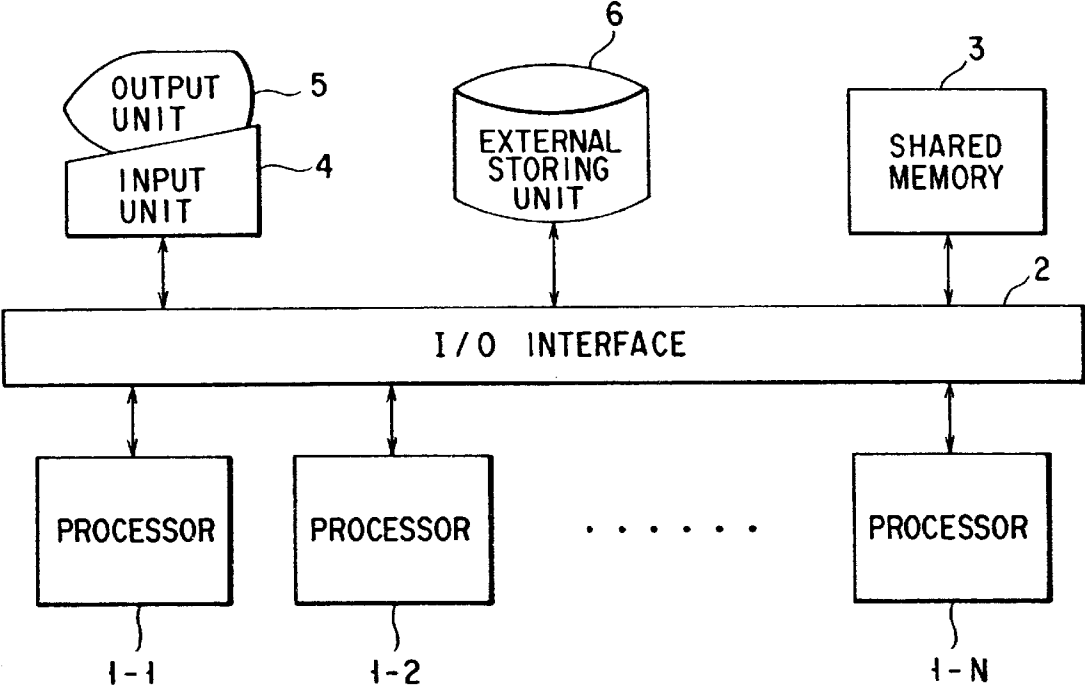 6
3
OUTPUT
UNIT
5
INPUT
UNIT
4
EXTERNAL
STORING
UNIT
SHARED
MEMORY
2
I/O INTERFACE
PROCESSOR
PROCESSOR
. . . . . .
PROCESSOR
1-1
1-2
1-N